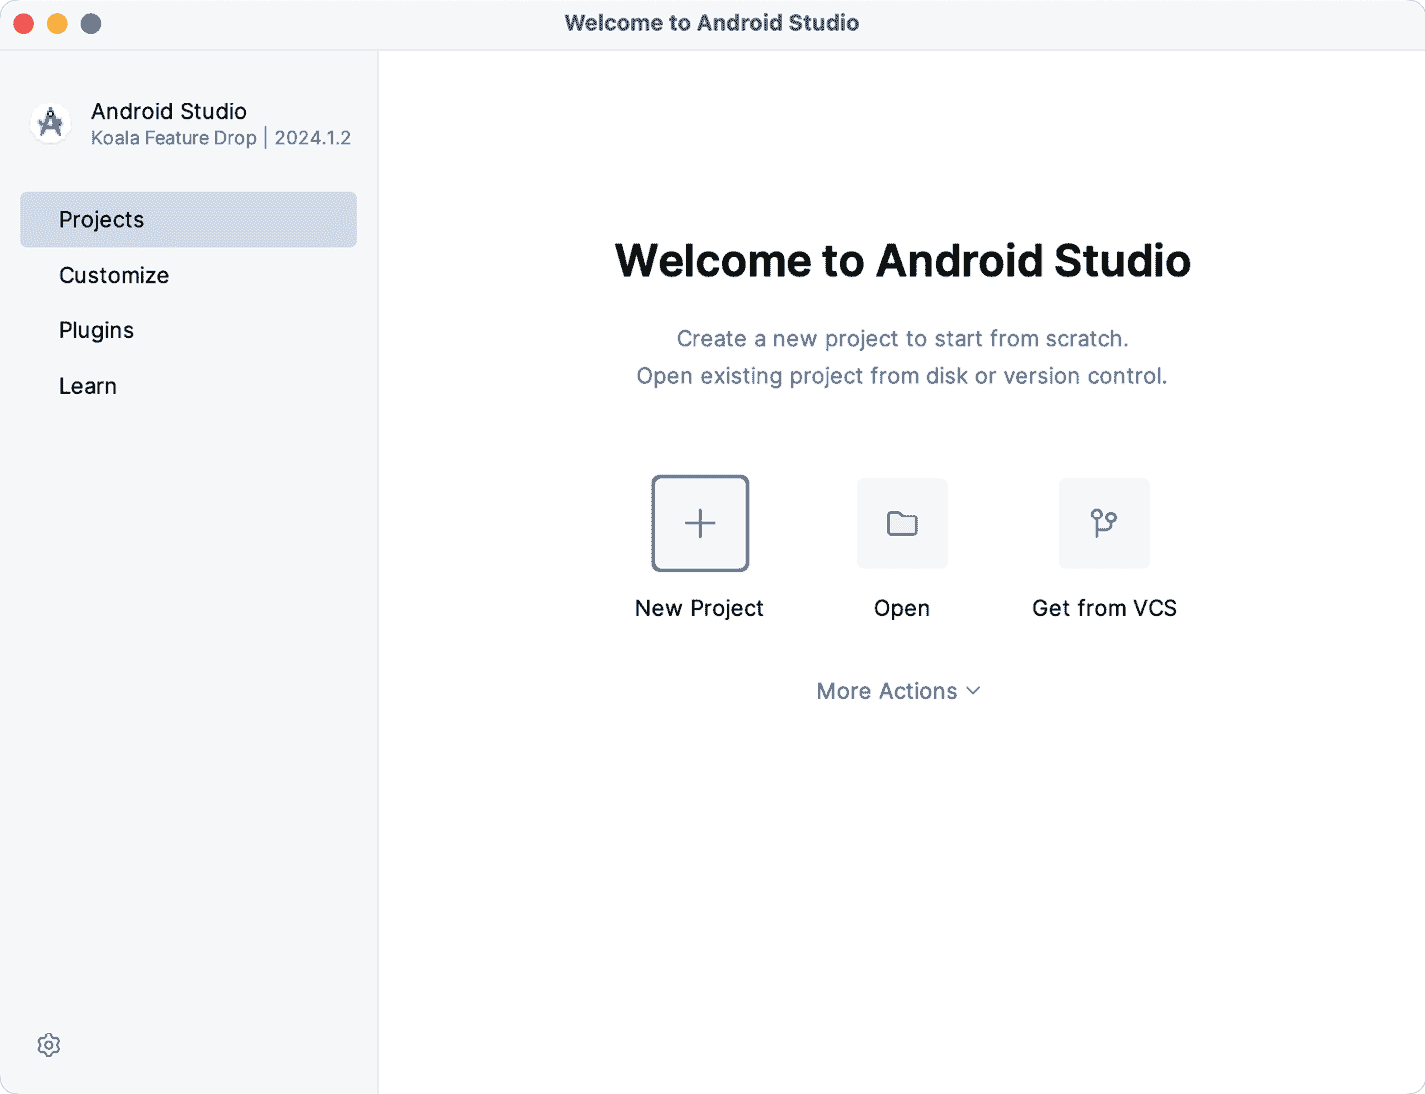 Welcome to Android Studio
Android Studio
Koala Feature Drop | 2024.1.2
Projects
Customize
Plugins
Learn
Welcome to Android Studio
Create a new project to start from scratch.
Open existing project from disk or version control.
New Project
Open
Get from VCS
More Actions